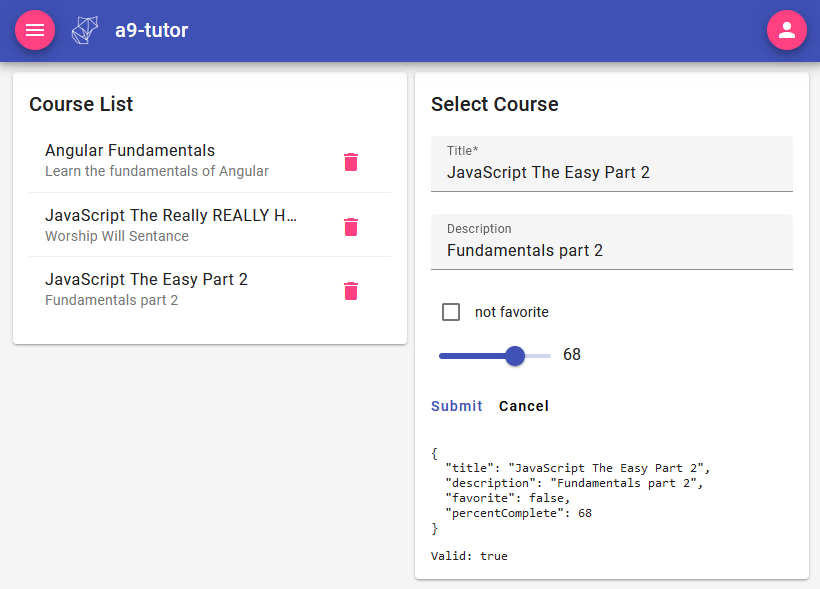 a9-tutor
Course List
Angular Fundamentals
Learn the fundamentals of Angular
JavaScript The Really REALLY H…
Worship Will Sentance
JavaScript The Easy Part 2
Fundamentals part 2
Select Course
Title*
JavaScript The Easy Part 2
Description
Fundamentals part 2
not favorite
68
Submit Cancel
{
  "title": "JavaScript The Easy Part 2",
  "description": "Fundamentals part 2",
  "favorite": false,
  "percentComplete": 68
}
Valid: true